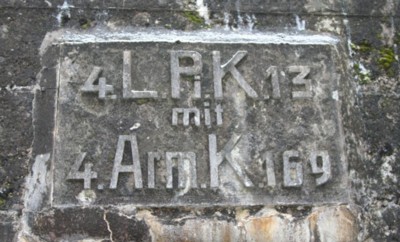 4. L. Pi. K. 13
mit
4. Arm. K. 169